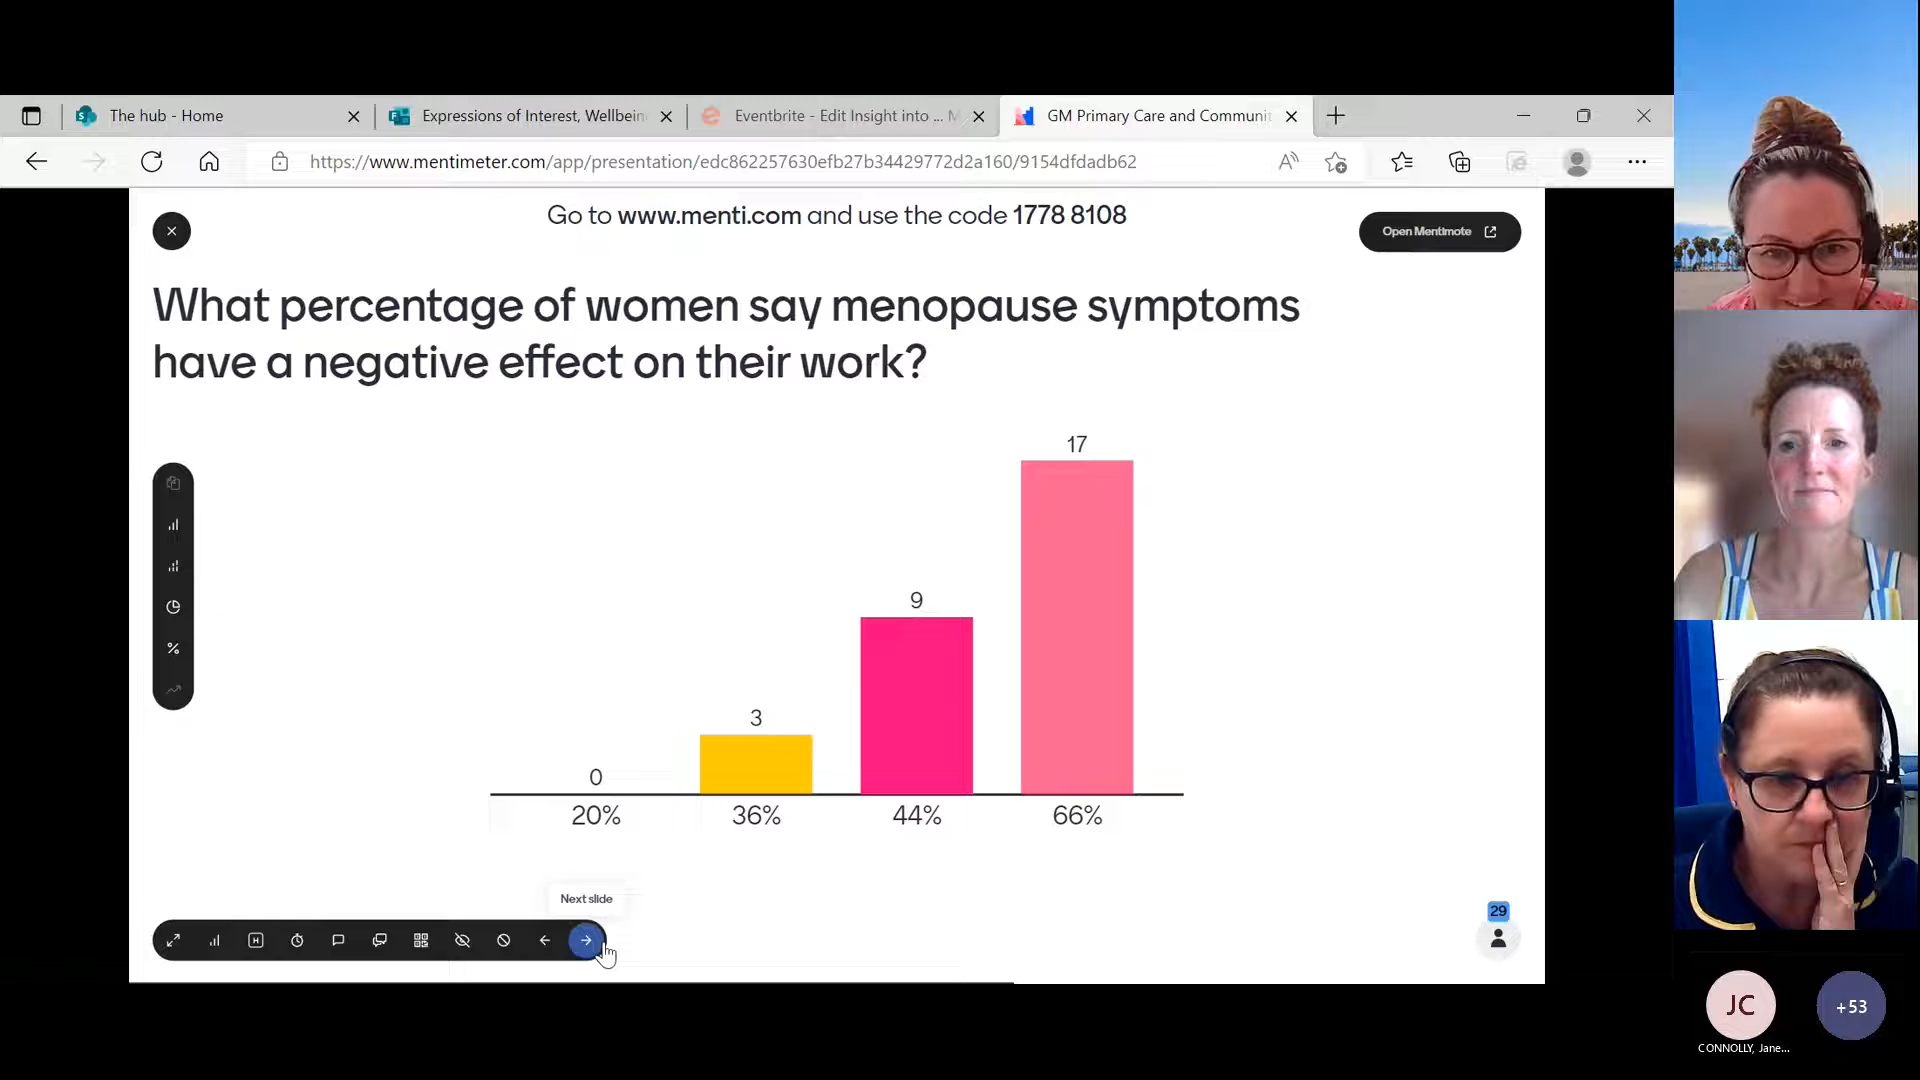 The hub - Home
Expressions of Interest, Wellbein
Eventbrite - Edit Insight into ... M
GM Primary Care and Communit
https://www.mentimeter.com/app/presentation/edc862257630efb27b34429772d2a160/9154dfdadb62
Go to www.menti.com and use the code 1778 8108
Open Mentimote
What percentage of women say menopause symptoms
have a negative effect on their work?
17
9
3
0
20% 36% 44% 66%
Next slide
29
JC
+53
CONNOLLY, Jane...